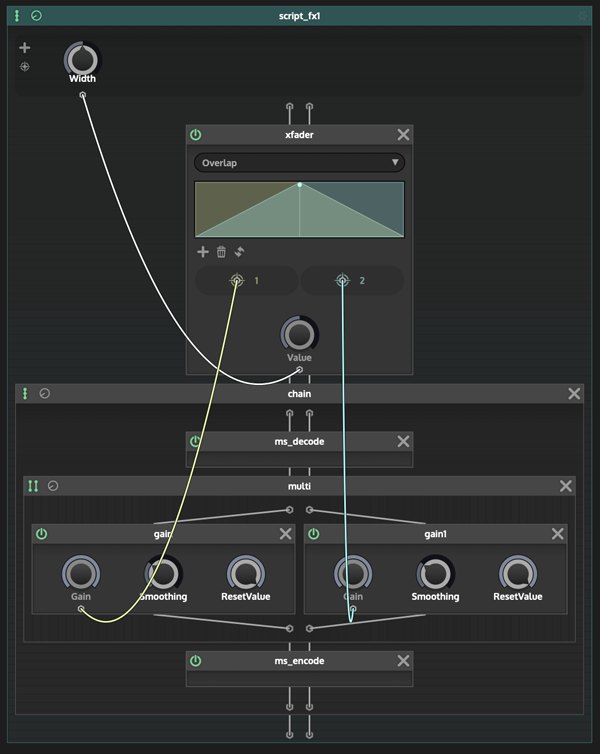 script_fx1
Width
xfader
Overlap
1
2
Value
chain
ms_decode
multi
gain
gain1
Gain
Smoothing
ResetValue
Gain
Smoothing
ResetValue
ms_encode